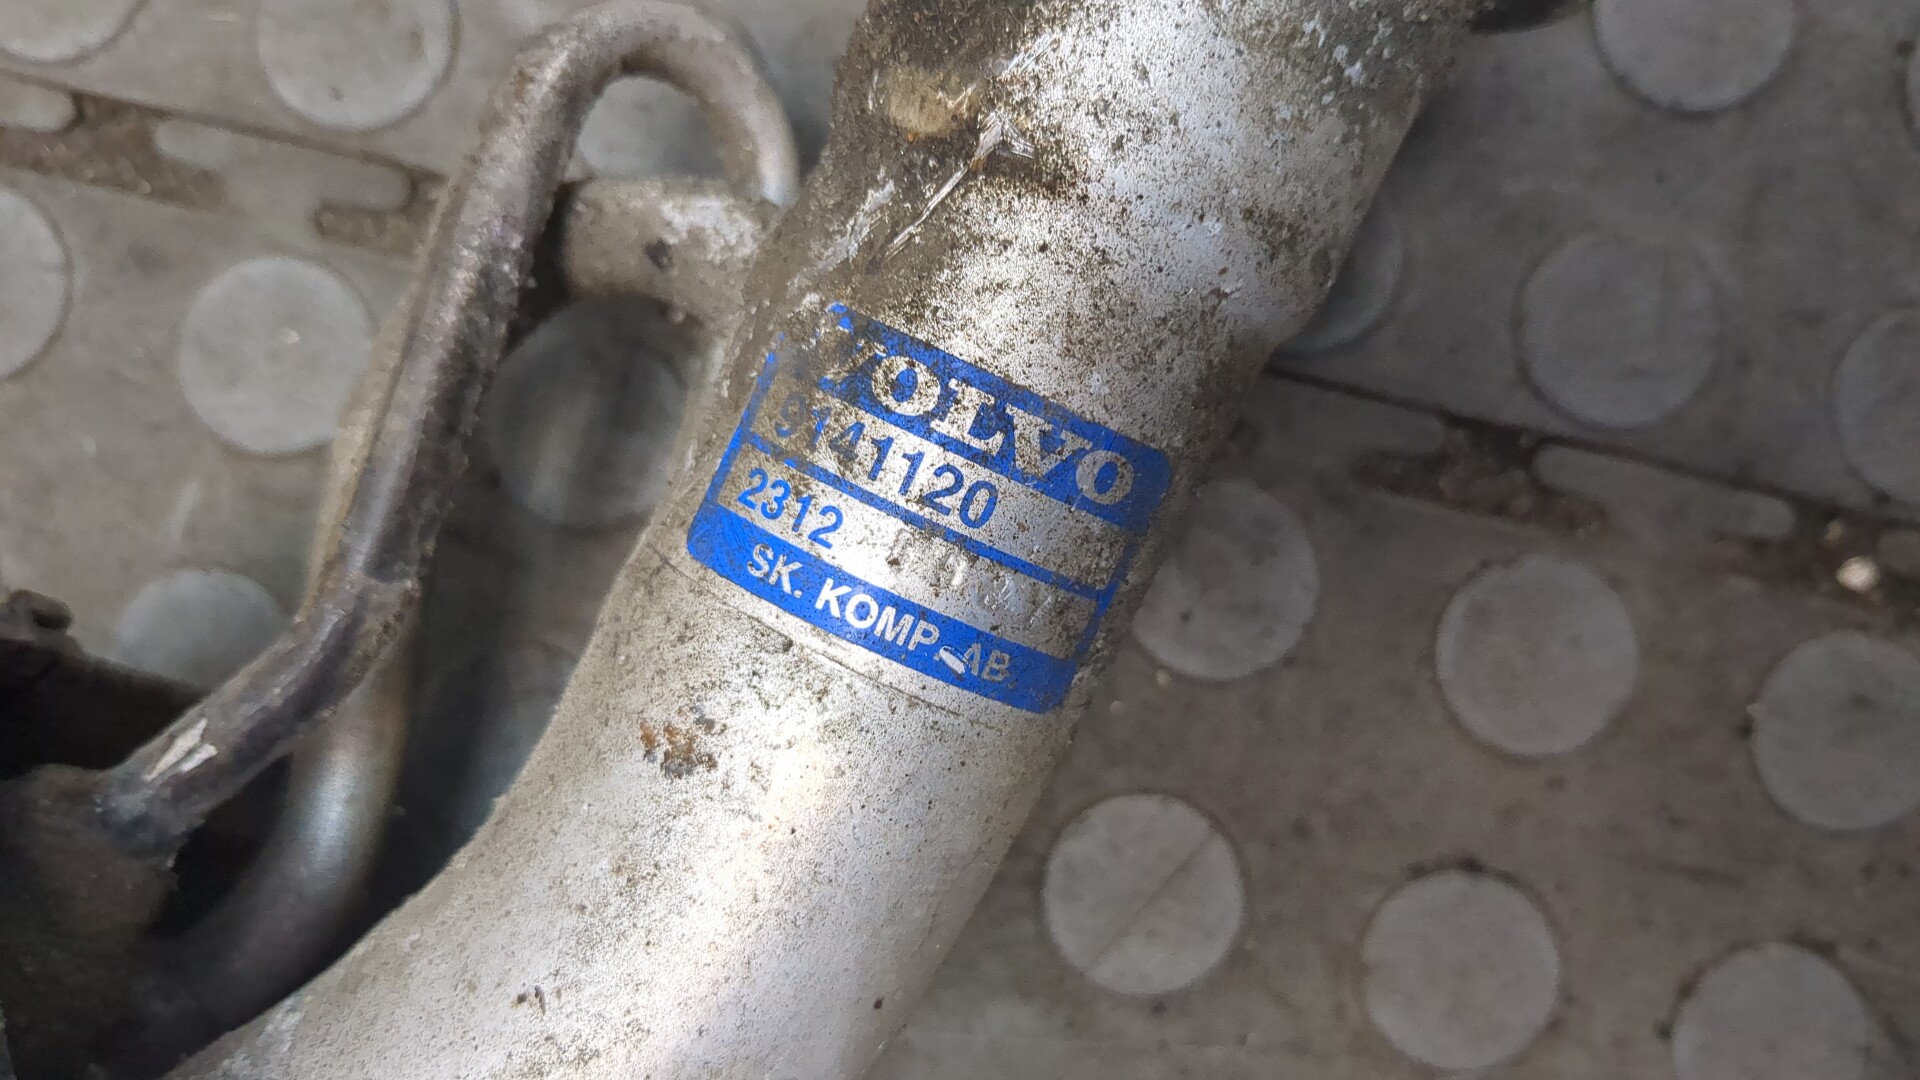 VOLVO
9141120
2312
SK. KOMP. AB.